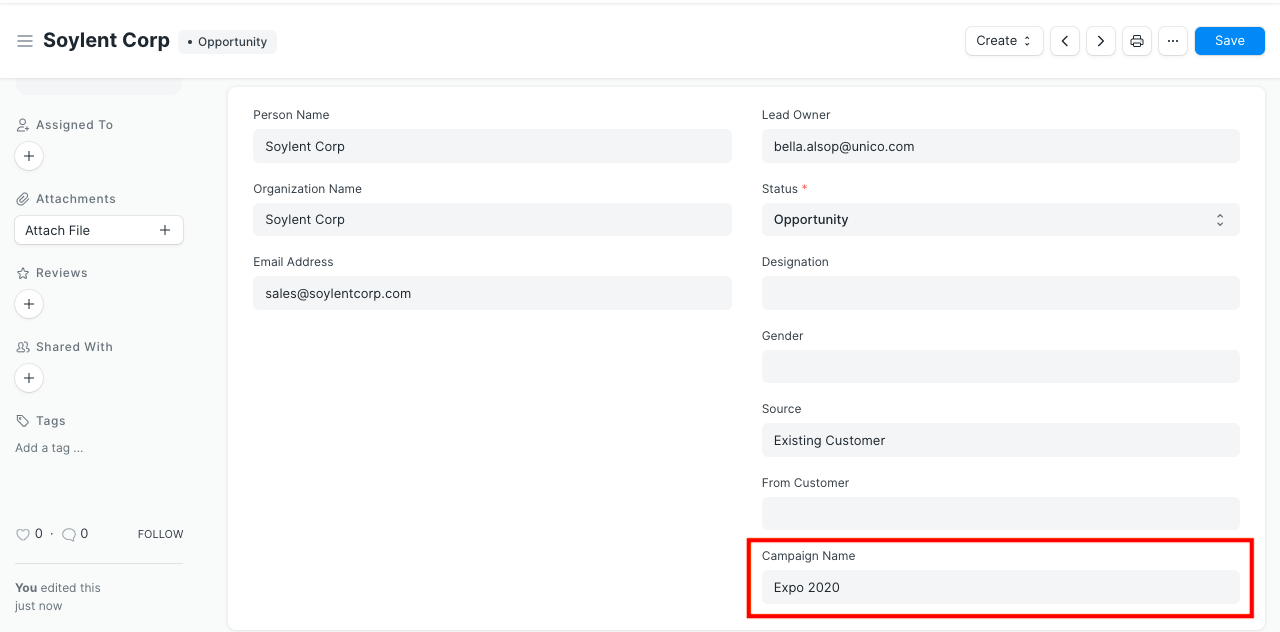 Soylent Corp
• Opportunity
Create
...
Save
Assigned To
Attachments
Attach File
Reviews
Shared With
Tags
Add a tag ...
0 · 0
FOLLOW
You edited this
just now
Person Name
Soylent Corp
Organization Name
Soylent Corp
Email Address
sales@soylentcorp.com
Lead Owner
bella.alsop@unico.com
Status *
Opportunity
Designation
Gender
Source
Existing Customer
From Customer
Campaign Name
Expo 2020